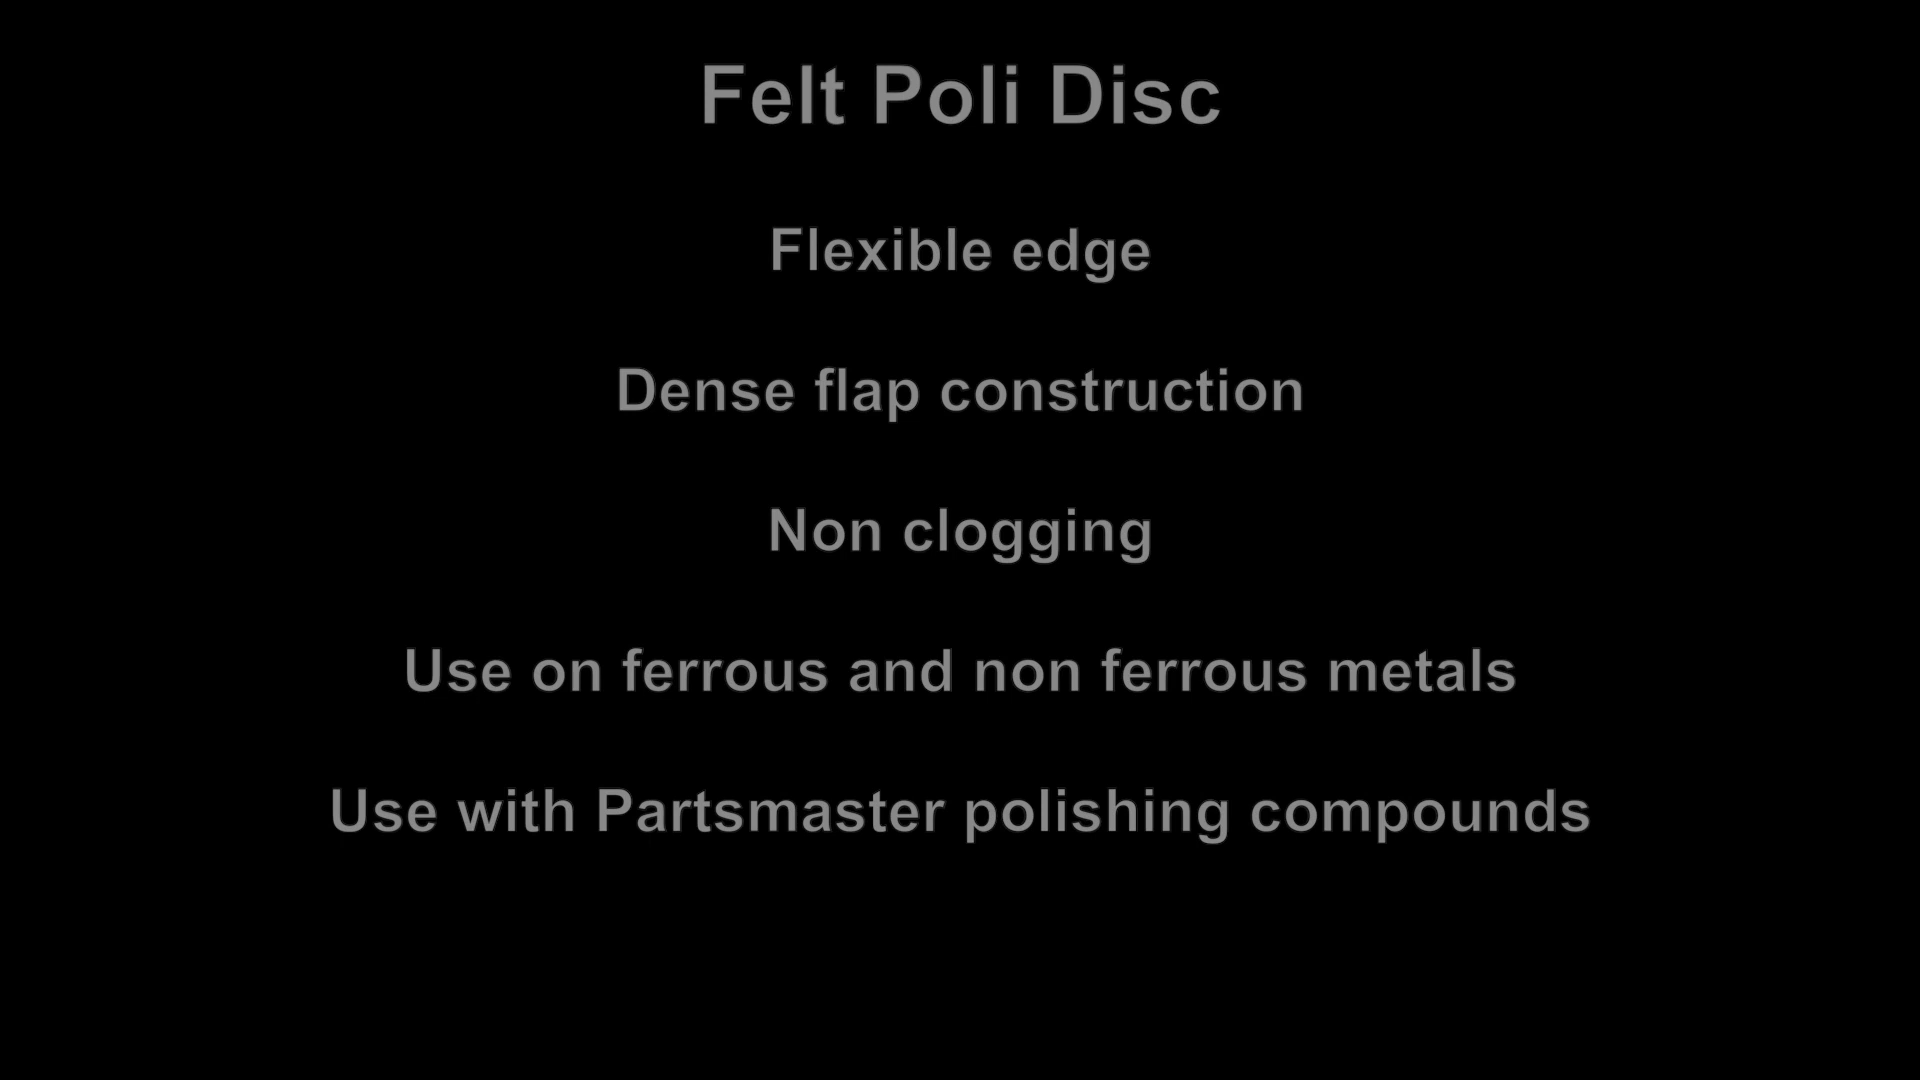 Felt Poli Disc
Flexible edge
Dense flap construction
Non clogging
Use on ferrous and non ferrous metals
Use with Partsmaster polishing compounds